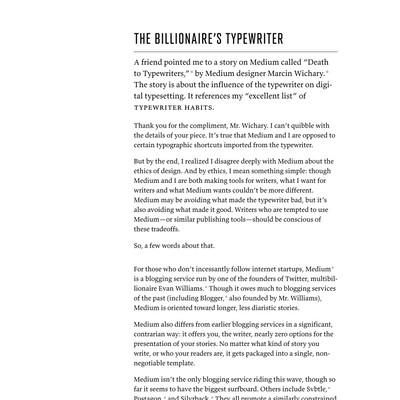 THE BILLIONAIRE'S TYPEWRITER
A friend pointed me to a story on Medium called “Death
to Typewriters,”° by Medium designer Marcin Wichary.°
The story is about the influence of the typewriter on digi-
tal typesetting. It references my “excellent list” of
TYPEWRITER HABITS.
Thank you for the compliment, Mr. Wichary. I can't quibble with
the details of your piece. It's true that Medium and I are opposed to
certain typographic shortcuts imported from the typewriter.
But by the end, I realized I disagree deeply with Medium about the
ethics of design. And by ethics, I mean something simple: though
Medium and I are both making tools for writers, what I want for
writers and what Medium wants couldn't be more different.
Medium may be avoiding what made the typewriter bad, but it's
also avoiding what made it good. Writers who are tempted to use
Medium—or similar publishing tools—should be conscious of
these tradeoffs.
So, a few words about that.
For those who don't incessantly follow internet startups, Medium°
is a blogging service run by one of the founders of Twitter, multibil-
lionaire Evan Williams.° Though it owes much to blogging services
of the past (including Blogger,° also founded by Mr. Williams),
Medium is oriented toward longer, less diaristic stories.
Medium also differs from earlier blogging services in a significant,
contrarian way: it offers you, the writer, nearly zero options for the
presentation of your stories. No matter what kind of story you
write, or who your readers are, it gets packaged into a single, non-
negotiable template.
Medium isn't the only blogging service riding this wave, though so
far it seems to have the biggest surfboard. Others include Svbtle,°
Postagon,° and Silvrback.° They all promote a similarly constrained